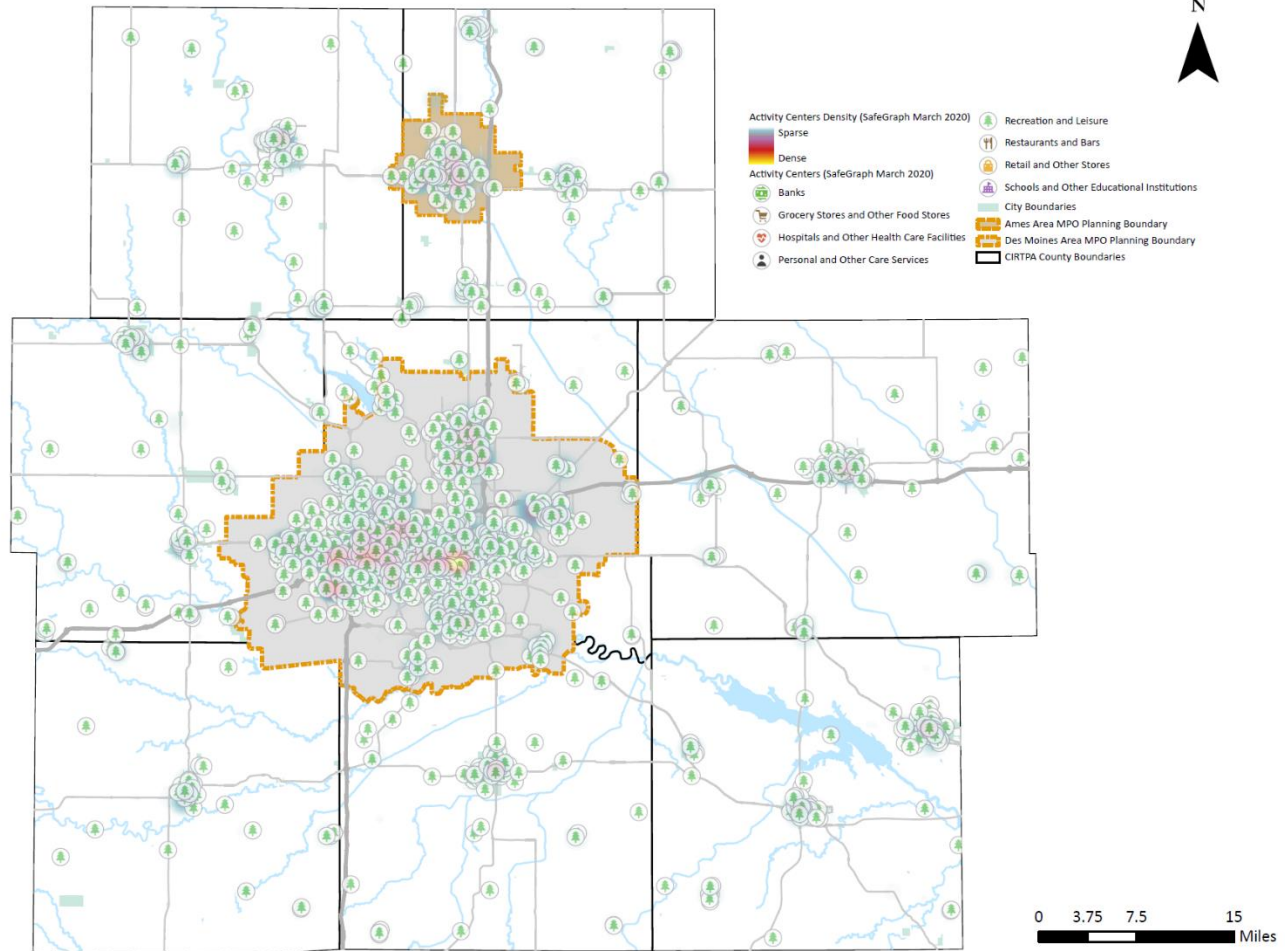 N
Activity Centers Density (SafeGraph March 2020)
Sparse
Dense
Activity Centers (SafeGraph March 2020)
Banks
Grocery Stores and Other Food Stores
Hospitals and Other Health Care Facilities
Personal and Other Care Services
Recreation and Leisure
Restaurants and Bars
Retail and Other Stores
Schools and Other Educational Institutions
City Boundaries
Ames Area MPO Planning Boundary
Des Moines Area MPO Planning Boundary
CIRTPA County Boundaries
0 3.75 7.5 15
Miles